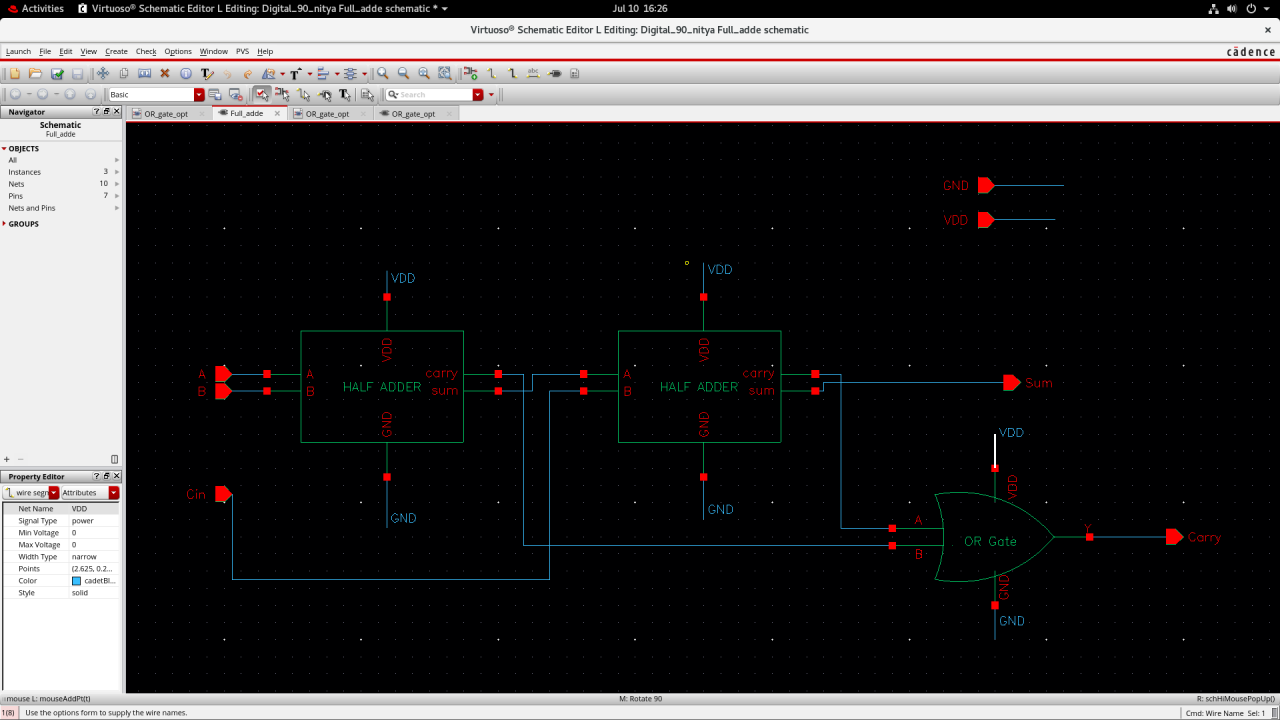 Activities
Virtuoso® Schematic Editor L Editing: Digital_90_nitya Full_adde schematic *
Jul 10 16:26
Virtuoso® Schematic Editor L Editing: Digital_90_nitya Full_adde schematic
×
Launch File Edit View Create Check Options Window PVS Help
cādence
Basic
Search
OR_gate_opt
Full_adde
OR_gate_opt
OR_gate_opt
Navigator
Schematic
Full_adde
OBJECTS
All
Instances 3
Nets 10
Pins 7
Nets and Pins
GROUPS
Property Editor
wire segn
Attributes
Net Name VDD
Signal Type power
Min Voltage 0
Max Voltage 0
Width Type narrow
Points (2.625, 0.2...
Color cadetBl...
Style solid
GND
VDD
VDD
VDD
A
B
VDD
A
B
HALF ADDER
carry
sum
GND
GND
VDD
A
B
HALF ADDER
carry
sum
GND
GND
Sum
Cin
VDD
VDD
A
B
OR Gate
Y
Carry
GND
GND
mouse L: mouseAddPt(t)
M: Rotate 90
R: schHiMousePopUp()
1(8)
Use the options form to supply the wire names.
Cmd: Wire Name Sel: 1